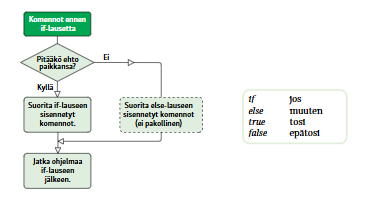 Komennot ennen
if-lausetta
Pitääkö ehto
paikkansa?
Ei
Kyllä
Suorita if-lauseen
sisennetyt
komennot.
Suorita else-lauseen
sisennetyt komennot
(ei pakollinen)
Jatka ohjelmaa
if-lauseen
jälkeen.
if jos
else muuten
true tosi
false epätosi